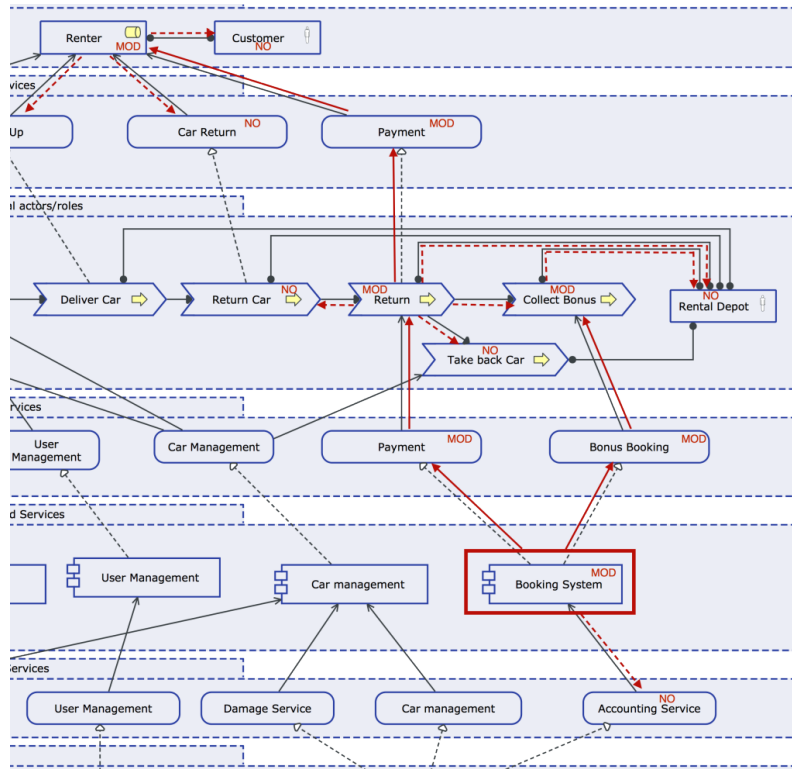 Renter
MOD
Customer
NO
vices
Up
Car Return
NO
Payment
MOD
al actors/roles
Deliver Car
Return Car
NO
MOD
Return
MOD
Collect Bonus
NO
Rental Depot
NO
Take back Car
rvices
User
Management
Car Management
Payment
MOD
Bonus Booking
MOD
d Services
User Management
Car management
Booking System
MOD
Services
User Management
Damage Service
Car management
NO
Accounting Service